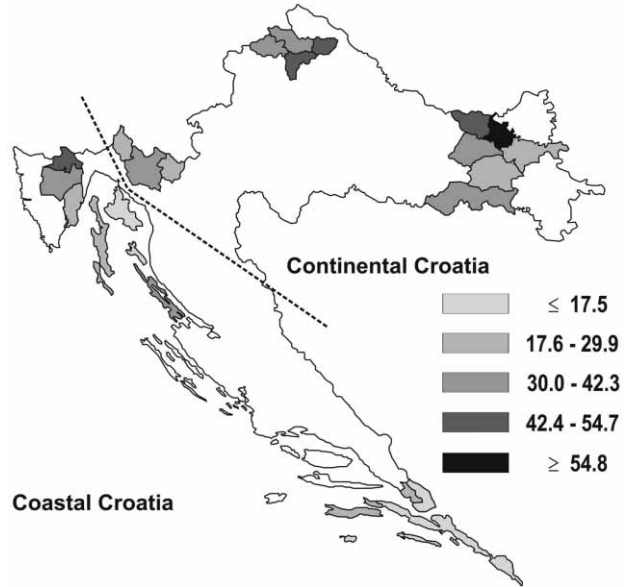 Continental Croatia
≤ 17.5
17.6 - 29.9
30.0 - 42.3
42.4 - 54.7
≥ 54.8
Coastal Croatia